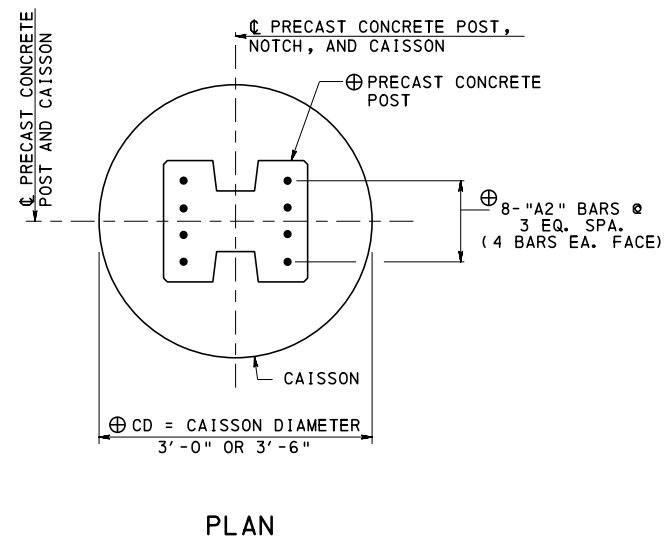 ℄ PRECAST CONCRETE POST,
NOTCH, AND CAISSON
℄ PRECAST CONCRETE
POST AND CAISSON
⊕ PRECAST CONCRETE
POST
⊕
8-"A2" BARS @
3 EQ. SPA.
(4 BARS EA. FACE)
CAISSON
⊕ CD = CAISSON DIAMETER
3'-0" OR 3'-6"
PLAN